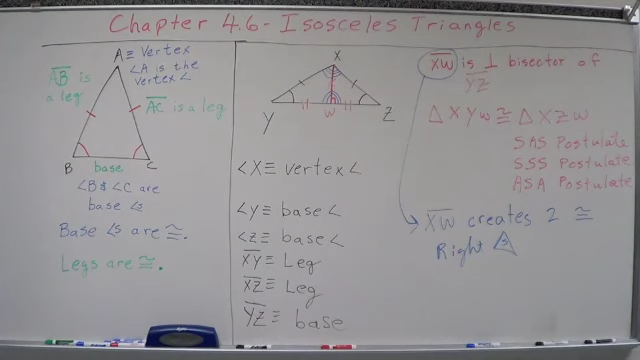 Chapter 4.6 - Isosceles Triangles
A ≡ Vertex
∠A is the
vertex ∠
AB is
a leg
AC is a leg
B
base
C
∠B & ∠C are
base ∠s
Base ∠s are ≅.
Legs are ≅.
X
Y
W
Z
∠X ≡ vertex ∠
∠Y ≡ base ∠
∠Z ≡ base ∠
XY ≡ Leg
XZ ≡ Leg
YZ ≡ base
XW is ⊥ bisector of
YZ
△XYW ≅ △XZW
SAS Postulate
SSS Postulate
ASA Postulate
XW creates 2 ≅
Right △s